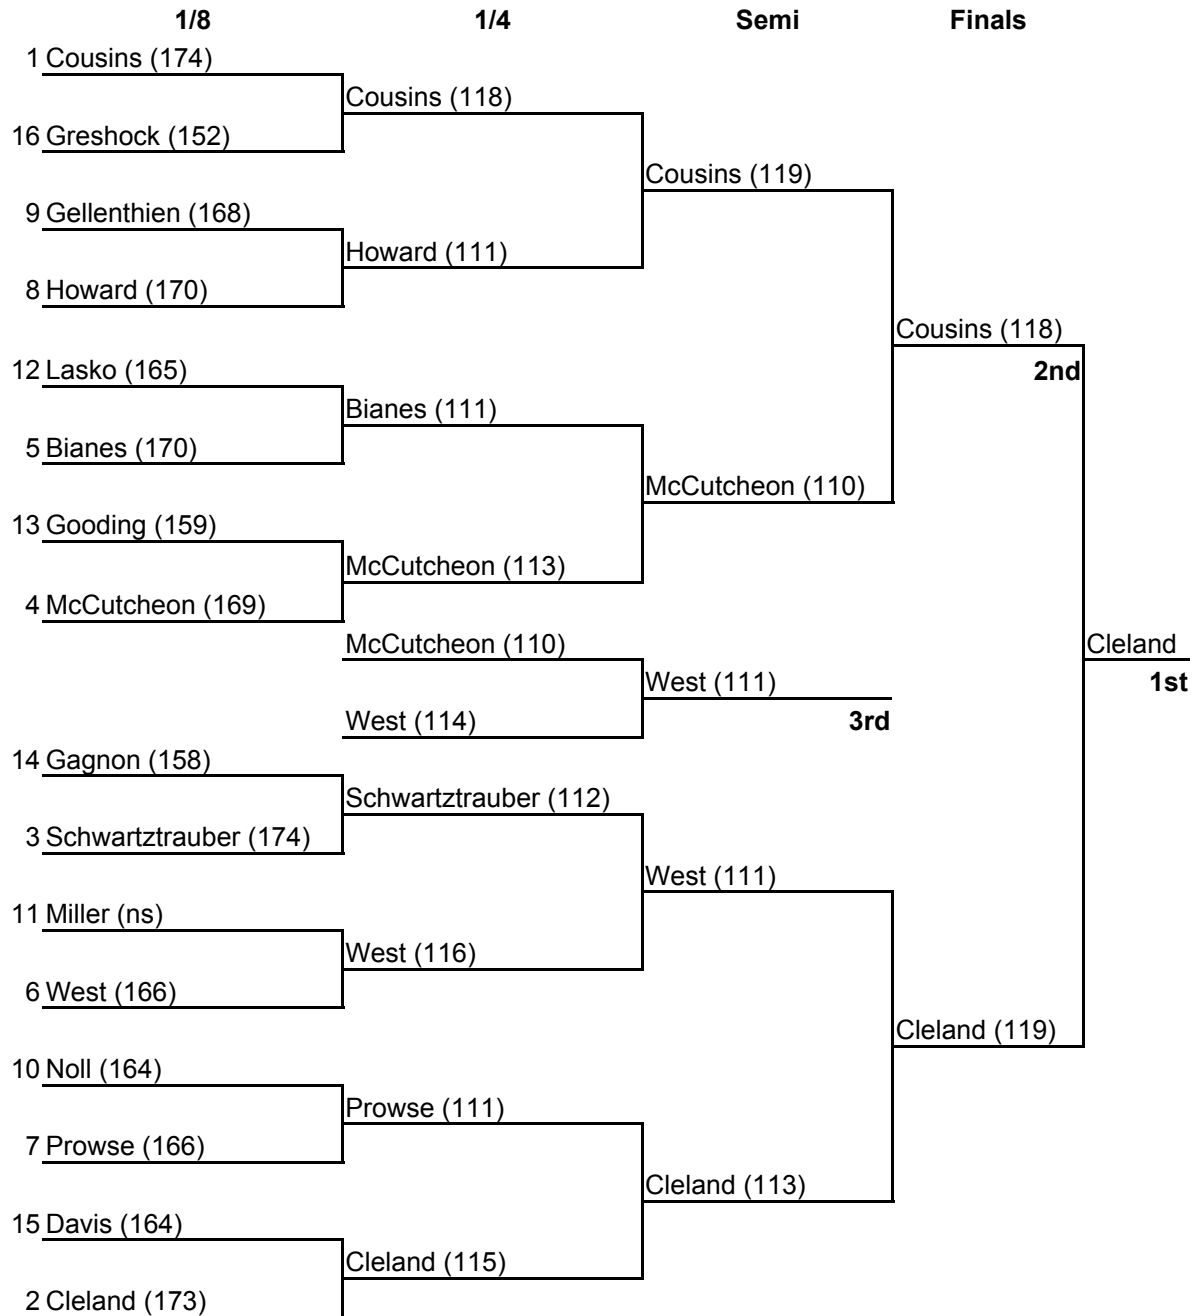 1/8 1/4 Semi Finals
1 Cousins (174)
Cousins (118)
16 Greshock (152)
Cousins (119)
9 Gellenthien (168)
Howard (111)
8 Howard (170)
Cousins (118)
12 Lasko (165)
2nd
Bianes (111)
5 Bianes (170)
McCutcheon (110)
13 Gooding (159)
McCutcheon (113)
4 McCutcheon (169)
McCutcheon (110)
Cleland
West (111)
1st
West (114)
3rd
14 Gagnon (158)
Schwartztrauber (112)
3 Schwartztrauber (174)
West (111)
11 Miller (ns)
West (116)
6 West (166)
Cleland (119)
10 Noll (164)
Prowse (111)
7 Prowse (166)
Cleland (113)
15 Davis (164)
Cleland (115)
2 Cleland (173)